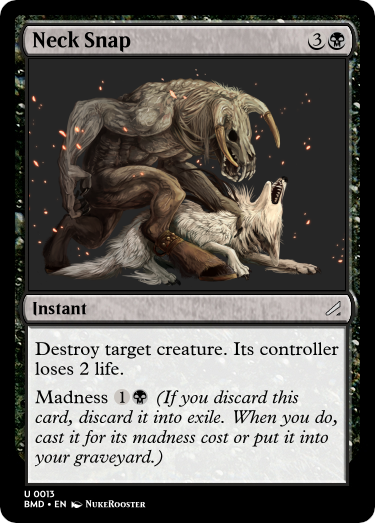 Neck Snap 3
Instant
Destroy target creature. Its controller
loses 2 life.
Madness 1 (If you discard this
card, discard it into exile. When you do,
cast it for its madness cost or put it into
your graveyard.)
U 0013
BMD • EN NukeRooster